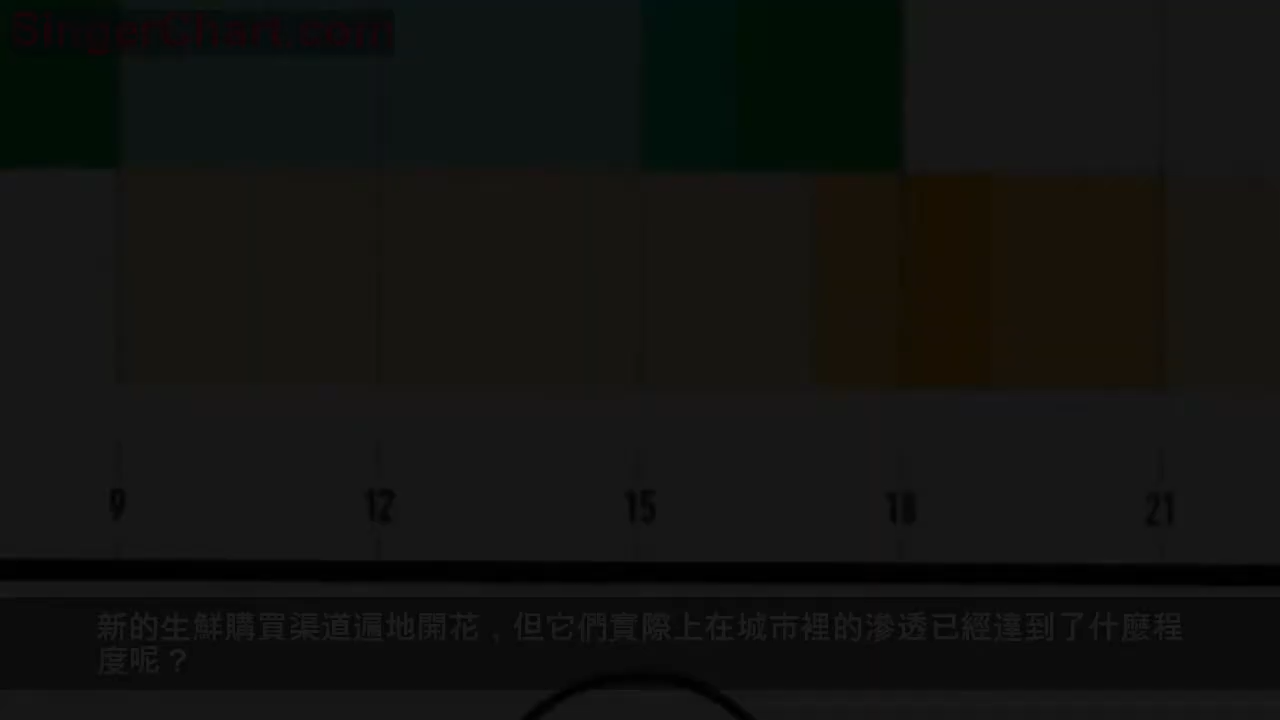 SingerChart.com
9 12 15 18 21
新的生鮮購買渠道遍地開花，但它們實際上在城市裡的滲透已經達到了什麼程
度呢？